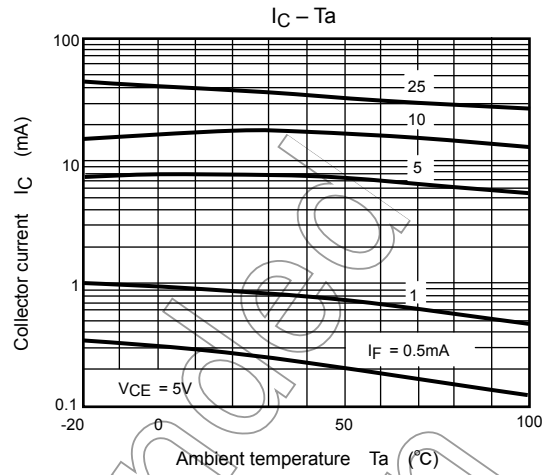 IC – Ta
100
10
1
0.1
Collector current IC (mA)
25
10
5
1
IF = 0.5mA
VCE = 5V
-20
0
50
100
Ambient temperature Ta (°C)